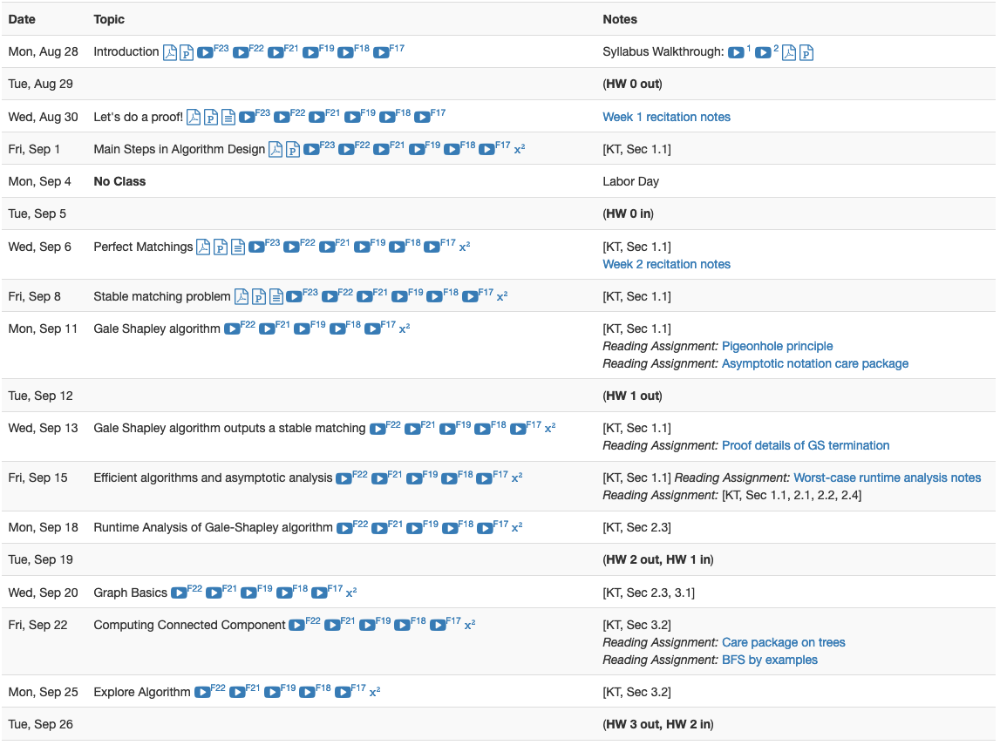 Date Topic Notes
Mon, Aug 28 Introduction F23 F22 F21 F19 F18 F17 Syllabus Walkthrough: 1 2
Tue, Aug 29 (HW 0 out)
Wed, Aug 30 Let's do a proof! F23 F22 F21 F19 F18 F17 Week 1 recitation notes
Fri, Sep 1 Main Steps in Algorithm Design F23 F22 F21 F19 F18 F17 x² [KT, Sec 1.1]
Mon, Sep 4 No Class Labor Day
Tue, Sep 5 (HW 0 in)
Wed, Sep 6 Perfect Matchings F23 F22 F21 F19 F18 F17 x² [KT, Sec 1.1]
Week 2 recitation notes
Fri, Sep 8 Stable matching problem F23 F22 F21 F19 F18 F17 x² [KT, Sec 1.1]
Mon, Sep 11 Gale Shapley algorithm F22 F21 F19 F18 F17 x² [KT, Sec 1.1]
Reading Assignment: Pigeonhole principle
Reading Assignment: Asymptotic notation care package
Tue, Sep 12 (HW 1 out)
Wed, Sep 13 Gale Shapley algorithm outputs a stable matching F22 F21 F19 F18 F17 x² [KT, Sec 1.1]
Reading Assignment: Proof details of GS termination
Fri, Sep 15 Efficient algorithms and asymptotic analysis F22 F21 F19 F18 F17 x² [KT, Sec 1.1] Reading Assignment: Worst-case runtime analysis notes
Reading Assignment: [KT, Sec 1.1, 2.1, 2.2, 2.4]
Mon, Sep 18 Runtime Analysis of Gale-Shapley algorithm F22 F21 F19 F18 F17 x² [KT, Sec 2.3]
Tue, Sep 19 (HW 2 out, HW 1 in)
Wed, Sep 20 Graph Basics F22 F21 F19 F18 F17 x² [KT, Sec 2.3, 3.1]
Fri, Sep 22 Computing Connected Component F22 F21 F19 F18 F17 x² [KT, Sec 3.2]
Reading Assignment: Care package on trees
Reading Assignment: BFS by examples
Mon, Sep 25 Explore Algorithm F22 F21 F19 F18 F17 x² [KT, Sec 3.2]
Tue, Sep 26 (HW 3 out, HW 2 in)